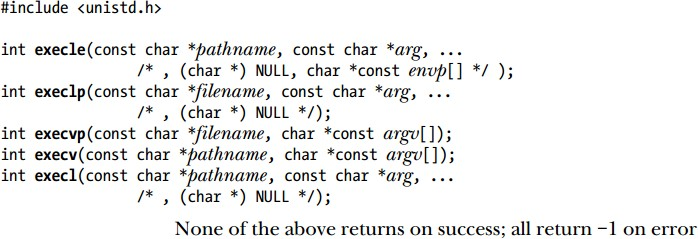 #include <unistd.h>
int execle(const char *pathname, const char *arg, ...
/* , (char *) NULL, char *const envp[] */ );
int execlp(const char *filename, const char *arg, ...
/* , (char *) NULL */);
int execvp(const char *filename, char *const argv[]);
int execv(const char *pathname, char *const argv[]);
int execl(const char *pathname, const char *arg, ...
/* , (char *) NULL */);
None of the above returns on success; all return −1 on error